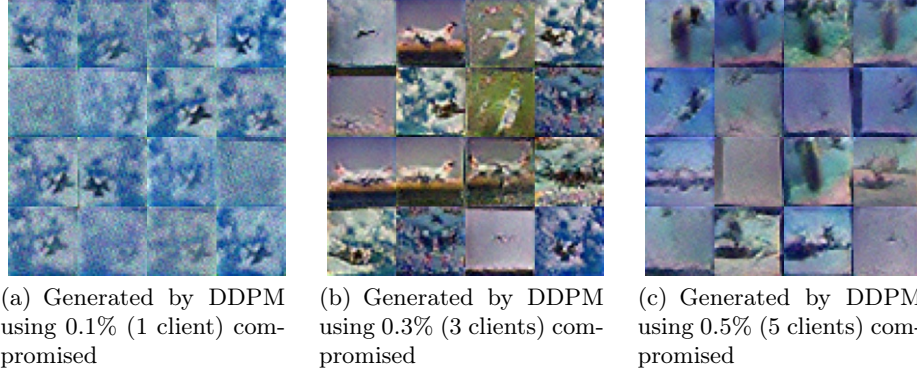 (a) Generated by DDPM
using 0.1% (1 client) com-
promised
(b) Generated by DDPM
using 0.3% (3 clients) com-
promised
(c) Generated by DDPM
using 0.5% (5 clients) com-
promised